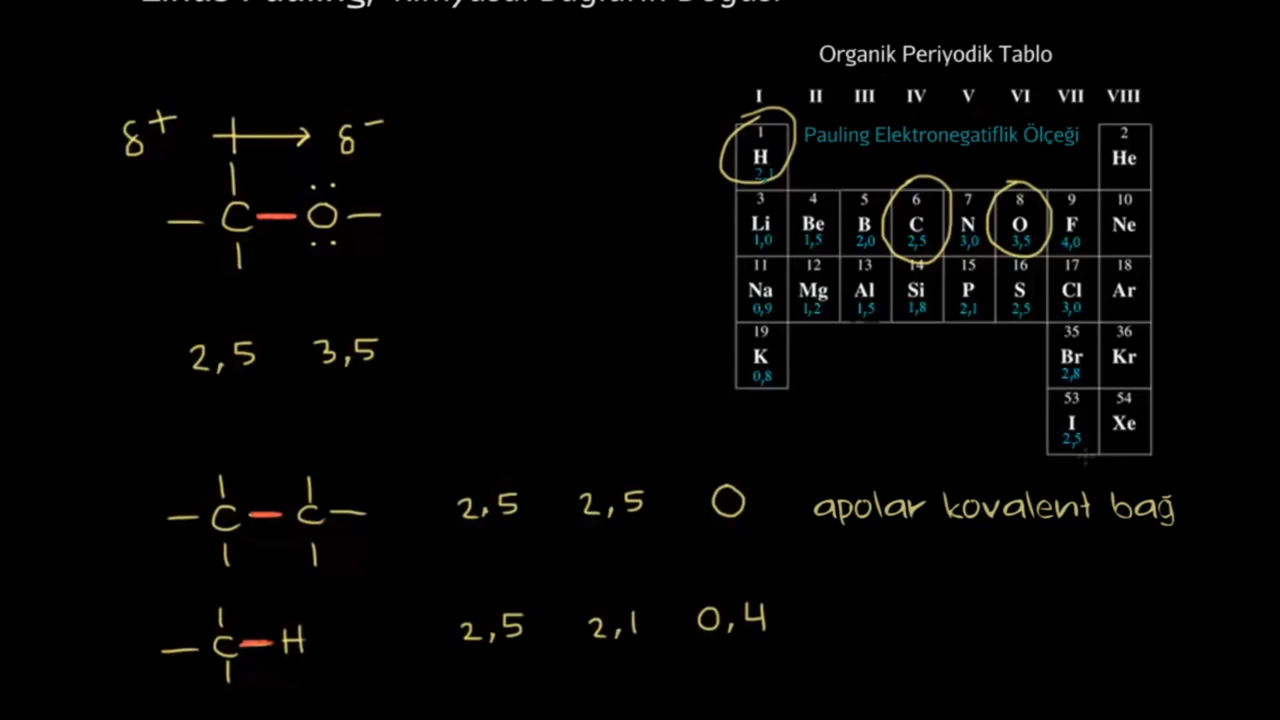 Linus Pauling, Kimyasal Bağların Doğası
Organik Periyodik Tablo
I II III IV V VI VII VIII
Pauling Elektronegatiflik Ölçeği
1 2
H He
2,1
3 4 5 6 7 8 9 10
Li Be B C N O F Ne
1,0 1,5 2,0 2,5 3,0 3,5 4,0
11 12 13 14 15 16 17 18
Na Mg Al Si P S Cl Ar
0,9 1,2 1,5 1,8 2,1 2,5 3,0
19 35 36
K Br Kr
0,8 2,8
53 54
I Xe
2,5
δ+ δ-
C O
2,5 3,5
C C 2,5 2,5 0 apolar kovalent bağ
C H 2,5 2,1 0,4